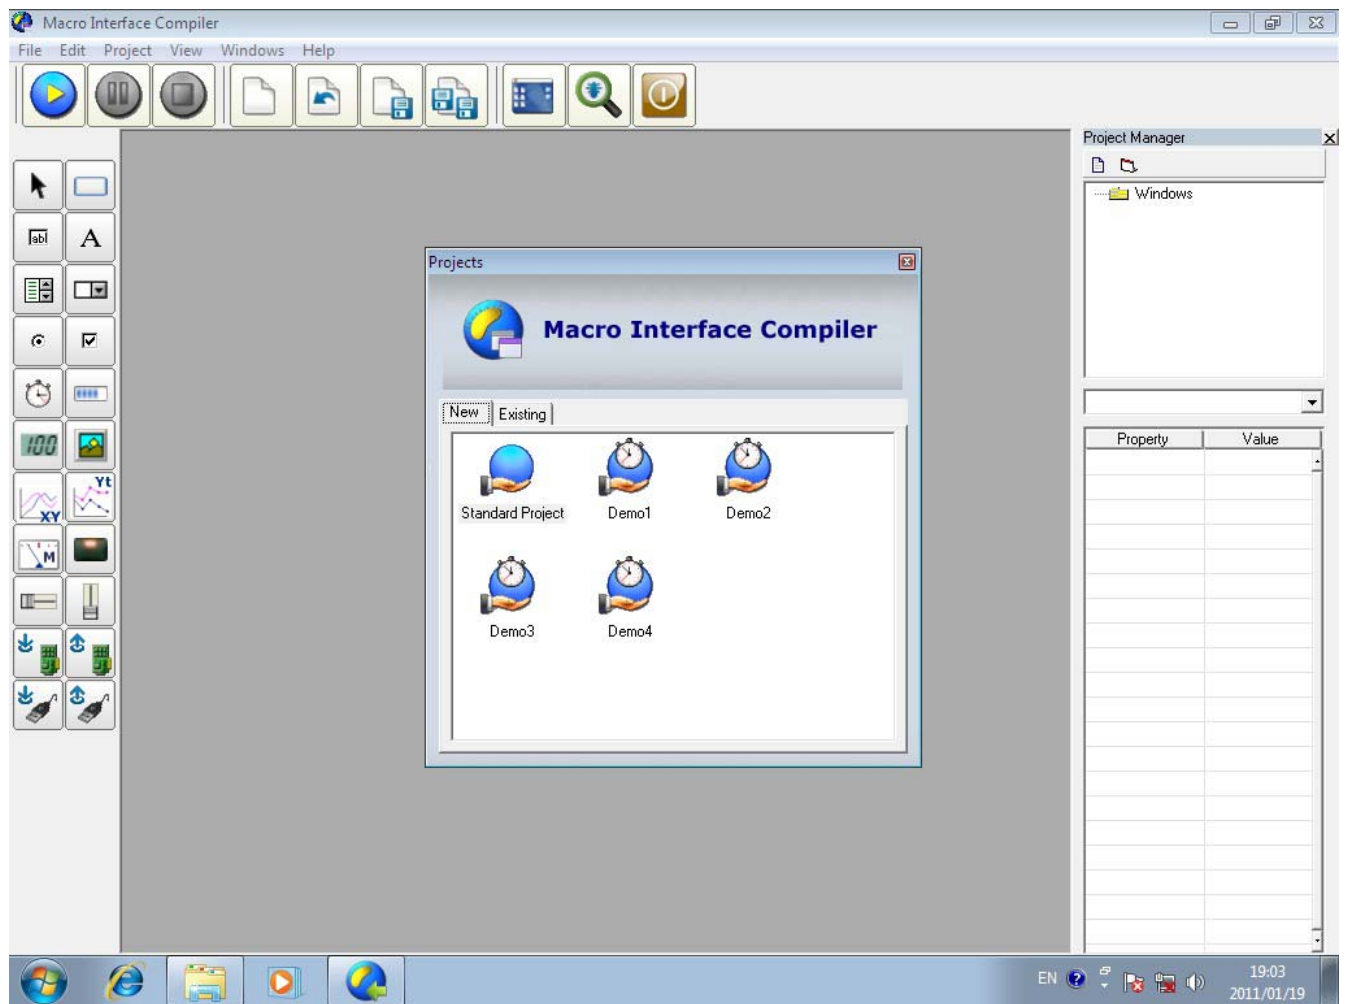 Macro Interface Compiler
File Edit Project View Windows Help
Project Manager
Windows
abl
A
100
XY
Yt
M
Projects
Macro Interface Compiler
New Existing
Standard Project Demo1 Demo2
Demo3 Demo4
Property Value
EN
19:03
2011/01/19